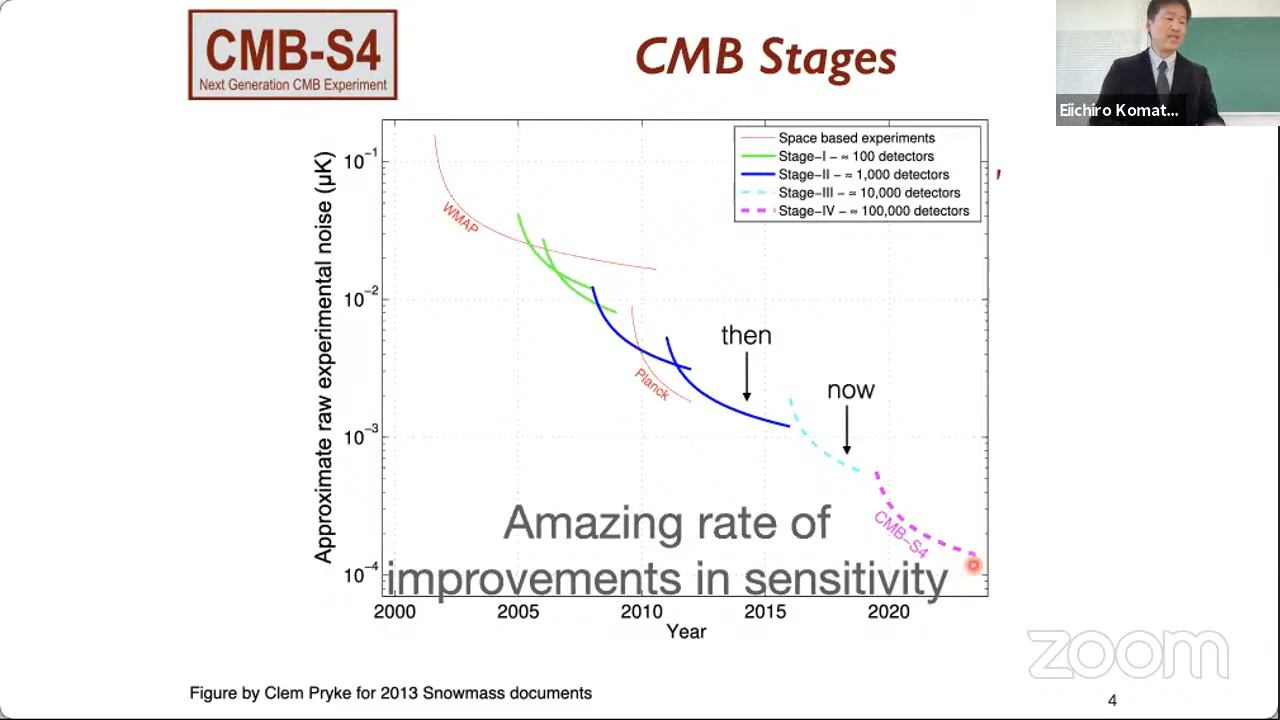 CMB-S4
Next Generation CMB Experiment
CMB Stages
Eiichiro Komat...
Approximate raw experimental noise (μK)
10⁻¹
10⁻²
10⁻³
10⁻⁴
Space based experiments
Stage-I - ≈ 100 detectors
Stage-II - ≈ 1,000 detectors
Stage-III - ≈ 10,000 detectors
Stage-IV - ≈ 100,000 detectors
WMAP
Planck
then
now
CMB-S4
Amazing rate of
improvements in sensitivity
2000 2005 2010 2015 2020
Year
zoom
Figure by Clem Pryke for 2013 Snowmass documents
4